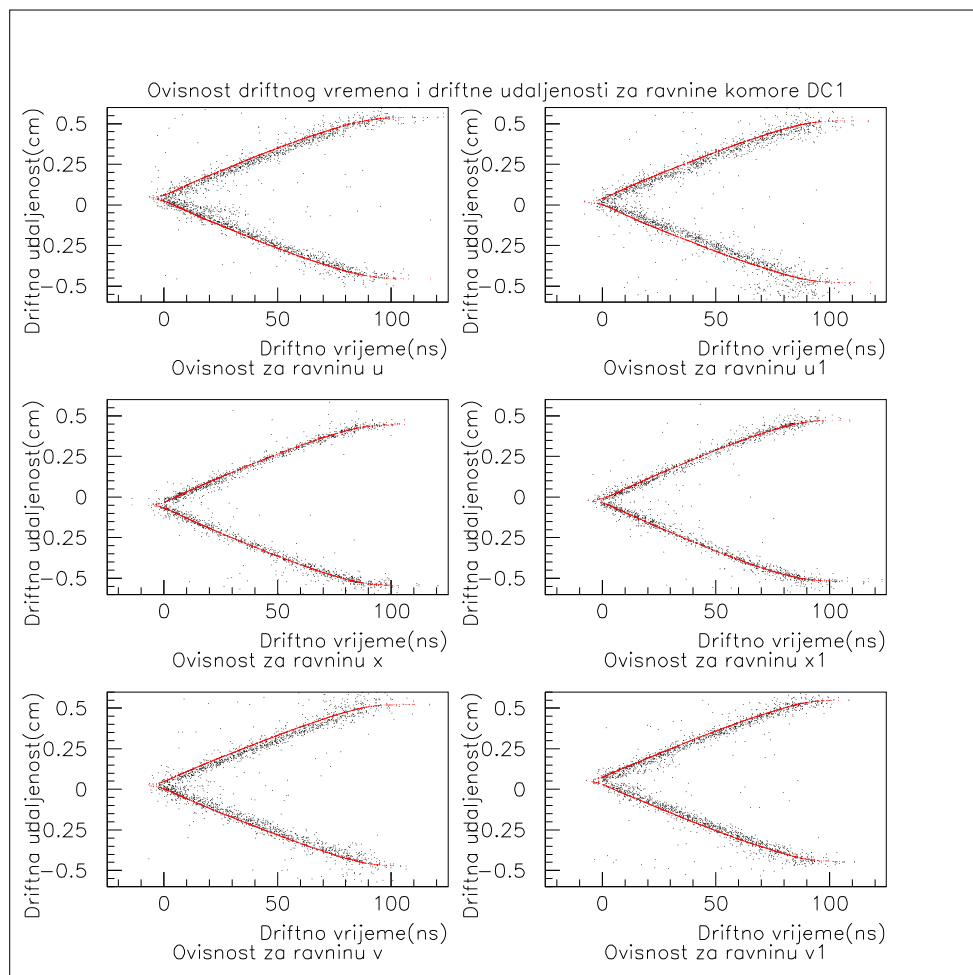 Ovisnost driftnog vremena i driftne udaljenosti za ravnine komore DC1
Driftna udaljenost(cm)
0.5
0.25
0
-0.25
-0.5
0 50 100
Driftno vrijeme(ns)
Ovisnost za ravninu u
Driftna udaljenost(cm)
0.5
0.25
0
-0.25
-0.5
0 50 100
Driftno vrijeme(ns)
Ovisnost za ravninu u1
Driftna udaljenost(cm)
0.5
0.25
0
-0.25
-0.5
0 50 100
Driftno vrijeme(ns)
Ovisnost za ravninu x
Driftna udaljenost(cm)
0.5
0.25
0
-0.25
-0.5
0 50 100
Driftno vrijeme(ns)
Ovisnost za ravninu x1
Driftna udaljenost(cm)
0.5
0.25
0
-0.25
-0.5
0 50 100
Driftno vrijeme(ns)
Ovisnost za ravninu v
Driftna udaljenost(cm)
0.5
0.25
0
-0.25
-0.5
0 50 100
Driftno vrijeme(ns)
Ovisnost za ravninu v1